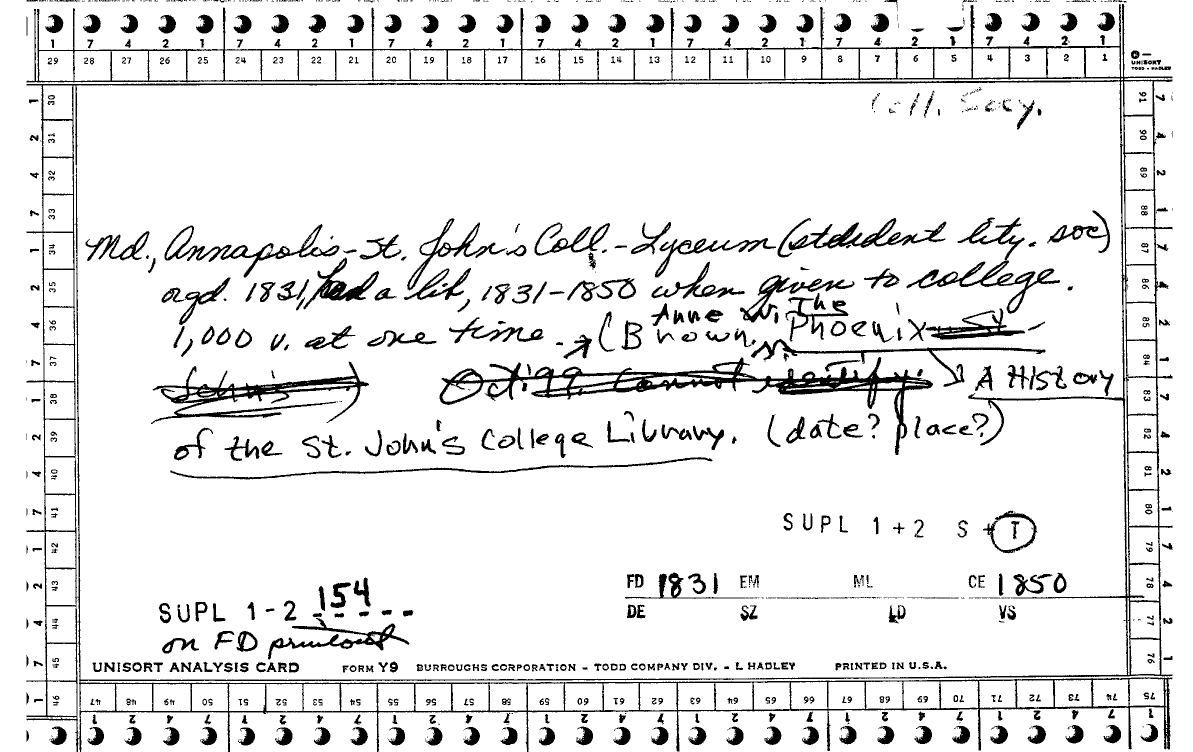 7 4 2 1 7 4 2 1 7 4 2 1 7 4 2 1 7 4 2 1 7 4 2 1 7 4 2 1
29 28 27 26 25 24 23 22 21 20 19 18 17 16 15 14 13 12 11 10 9 8 7 6 5 4 3 2 1
UNISORT
TODD - HADLEY
Coll. Socy.
Md., Annapolis - St. John's Coll. - Lyceum (stdudent lity. soc)
ogd. 1831, had a lib, 1831-1850 when given to college.
1,000 v. at one time. (Brown, Anne W. The Phoenix St
John's) Oct 99. Cannot identify. A History
of the St. John's College Library. (date? place?)
SUPL 1+2 S + T
FD 1831 EM ML CE 1850
DE SZ LD VS
SUPL 1-2 154
on FD printout
UNISORT ANALYSIS CARD FORM Y9 BURROUGHS CORPORATION - TODD COMPANY DIV. - L HADLEY PRINTED IN U.S.A.
30 31 32 33 34 35 36 37 38 39 40 41 42 43 44 45 46
91 90 89 88 87 86 85 84 83 82 81 80 79 78 77 76
47 48 49 50 51 52 53 54 55 56 57 58 59 60 61 62 63 64 65 66 67 68 69 70 71 72 73 74 75